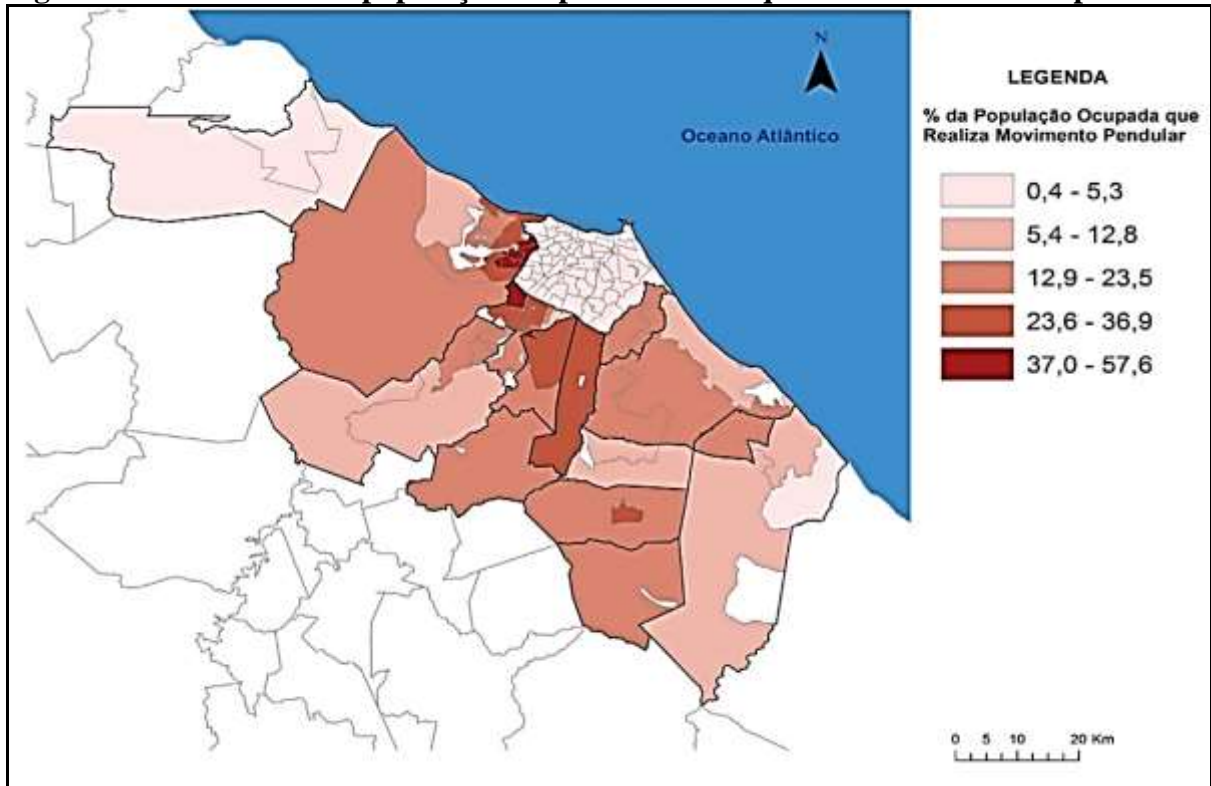 N
Oceano Atlântico
LEGENDA
% da População Ocupada que
Realiza Movimento Pendular
0,4 - 5,3
5,4 - 12,8
12,9 - 23,5
23,6 - 36,9
37,0 - 57,6
0 5 10 20 Km